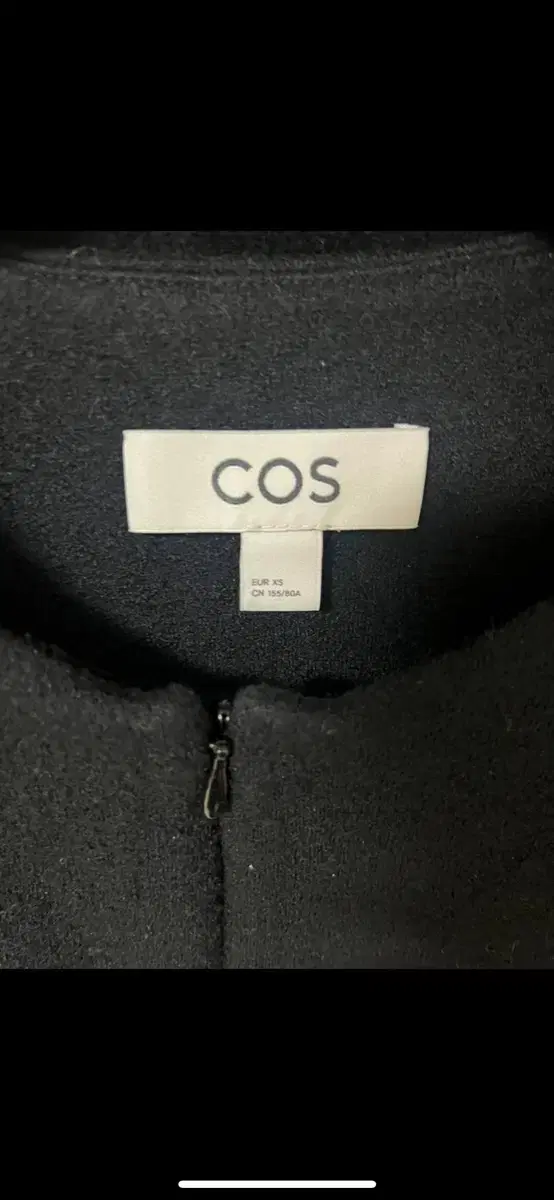 COS
EUR XS
CN 155/80A